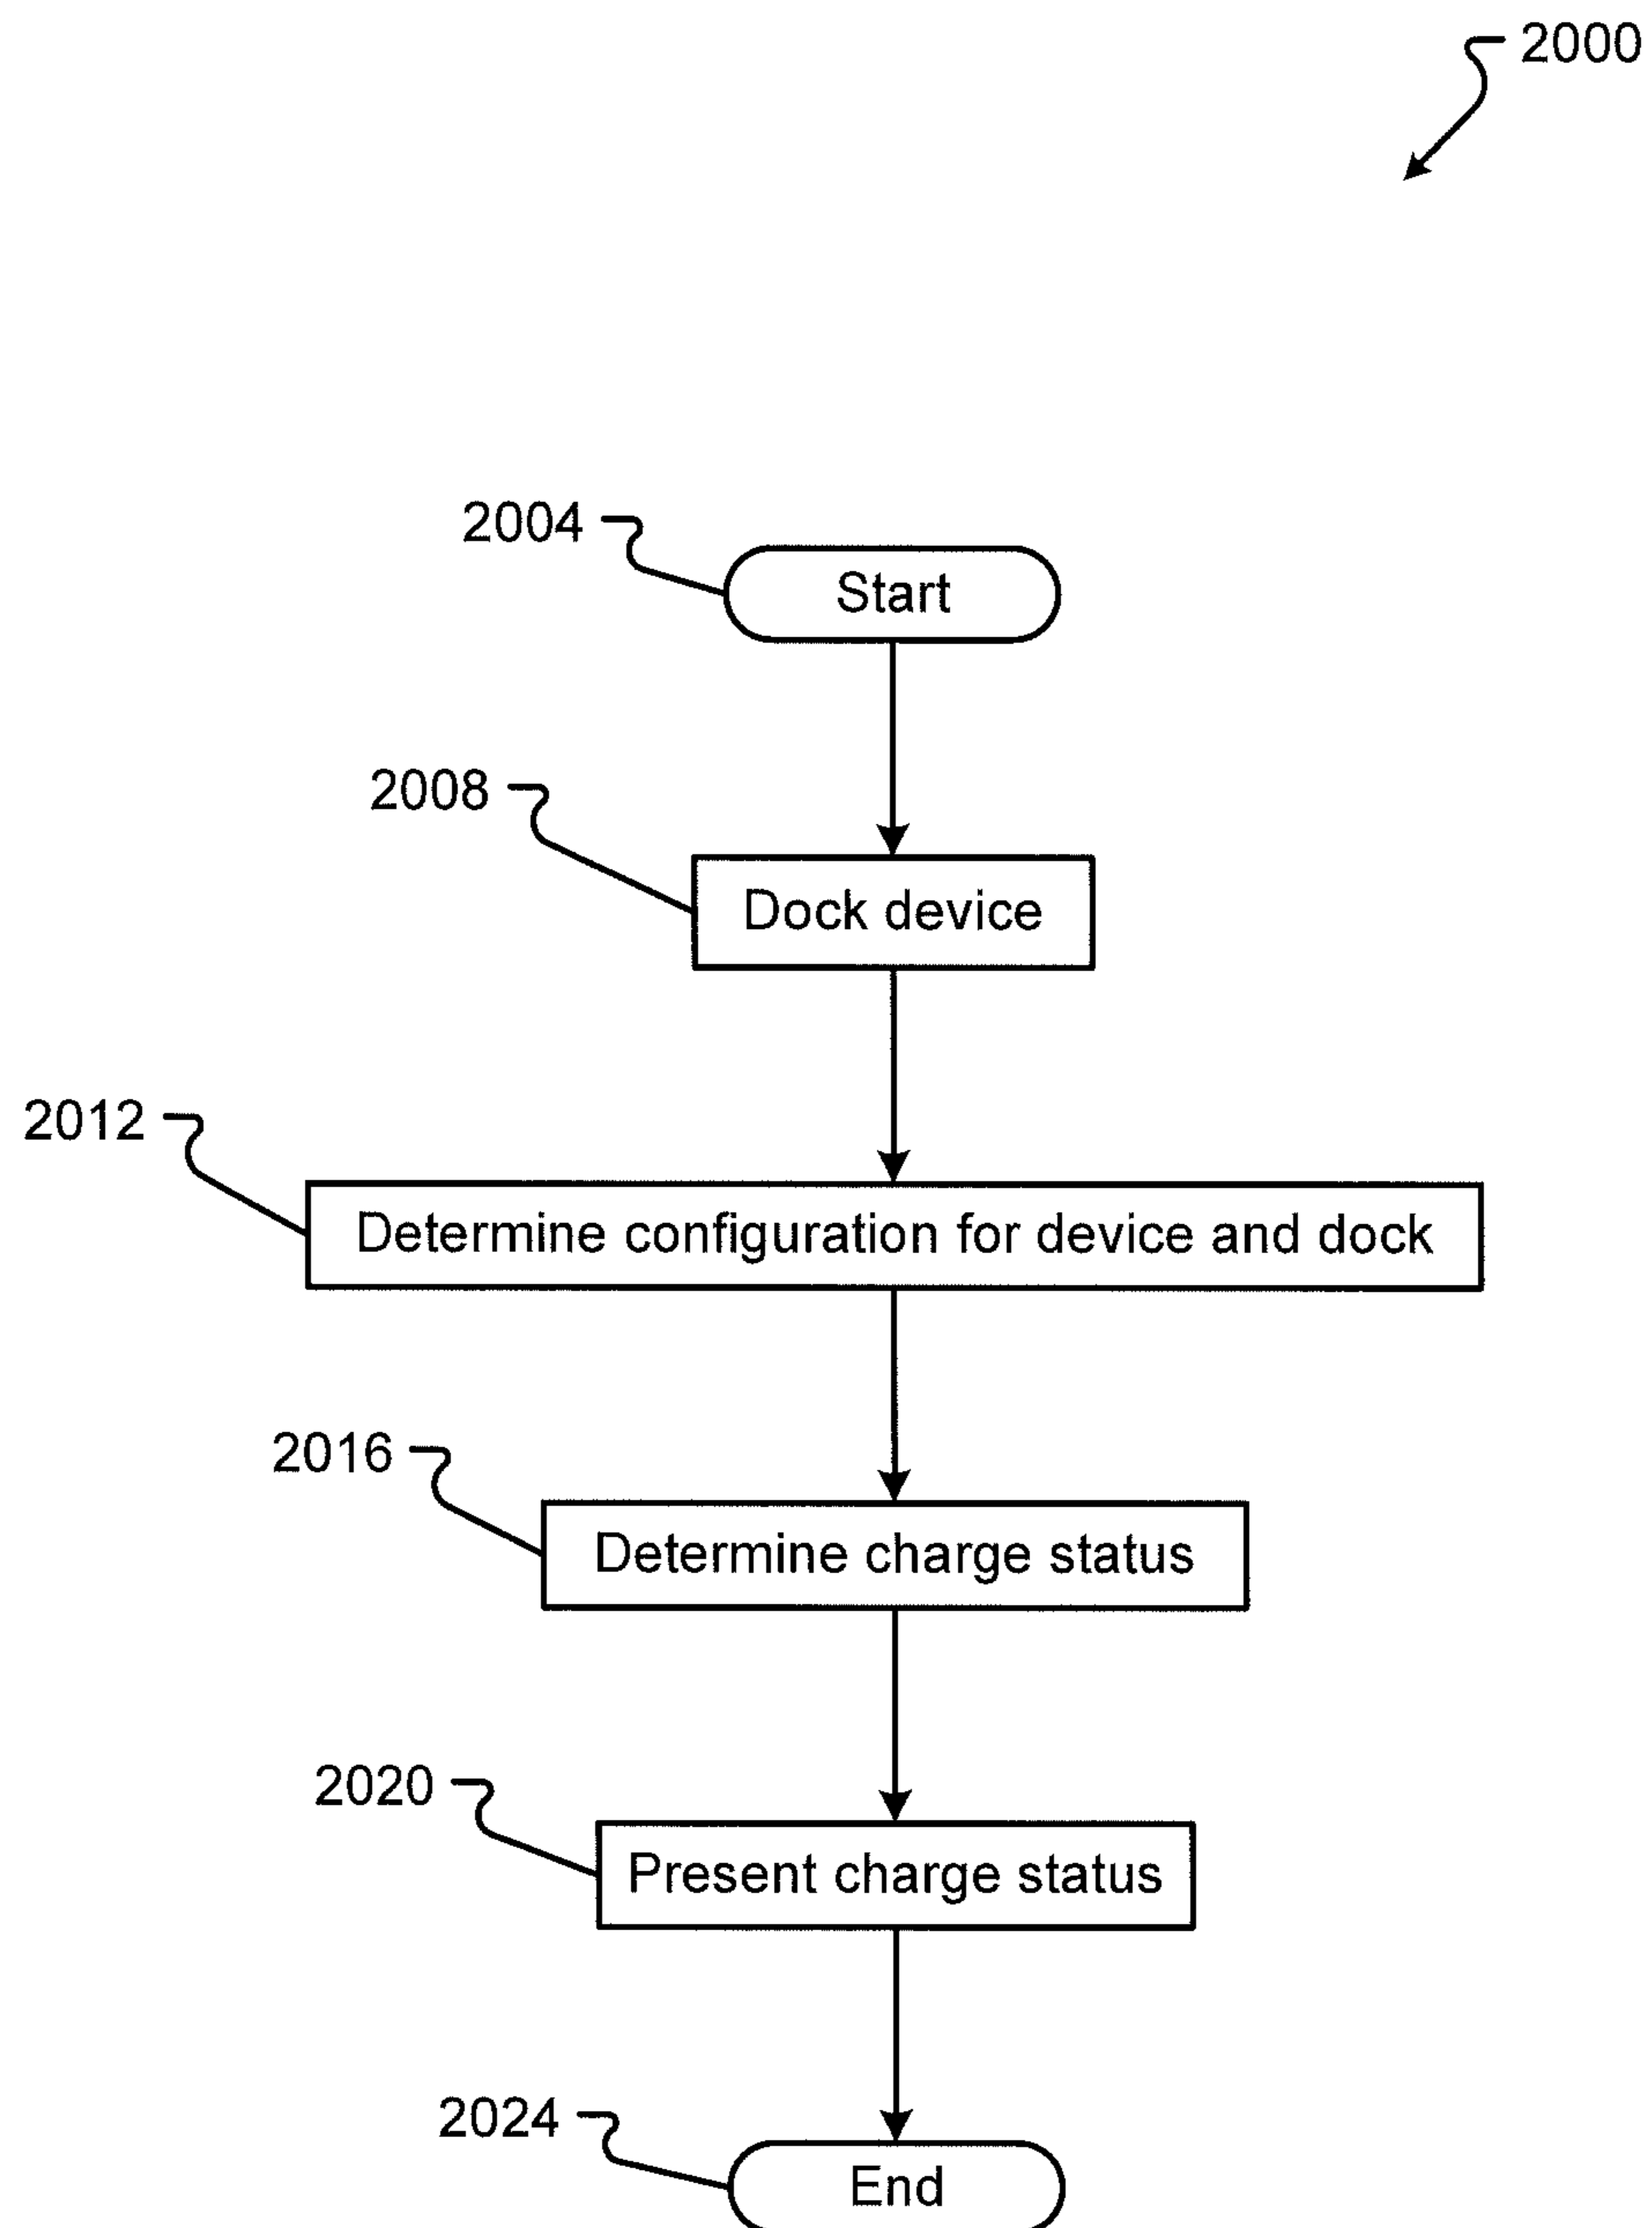 2000
2004
Start
2008
Dock device
2012
Determine configuration for device and dock
2016
Determine charge status
2020
Present charge status
2024
End